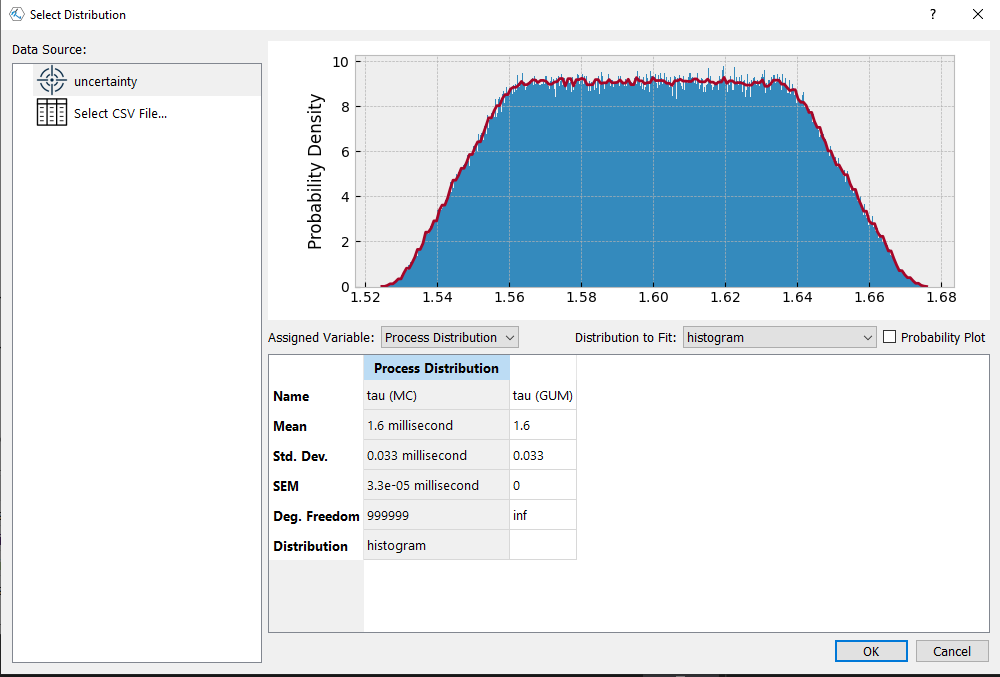 Select Distribution
?
Data Source:
uncertainty
Select CSV File...
Probability Density
10
8
6
4
2
0
1.52 1.54 1.56 1.58 1.60 1.62 1.64 1.66 1.68
Assigned Variable: Process Distribution Distribution to Fit: histogram Probability Plot
Process Distribution
Name tau (MC) tau (GUM)
Mean 1.6 millisecond 1.6
Std. Dev. 0.033 millisecond 0.033
SEM 3.3e-05 millisecond 0
Deg. Freedom 999999 inf
Distribution histogram
OK Cancel